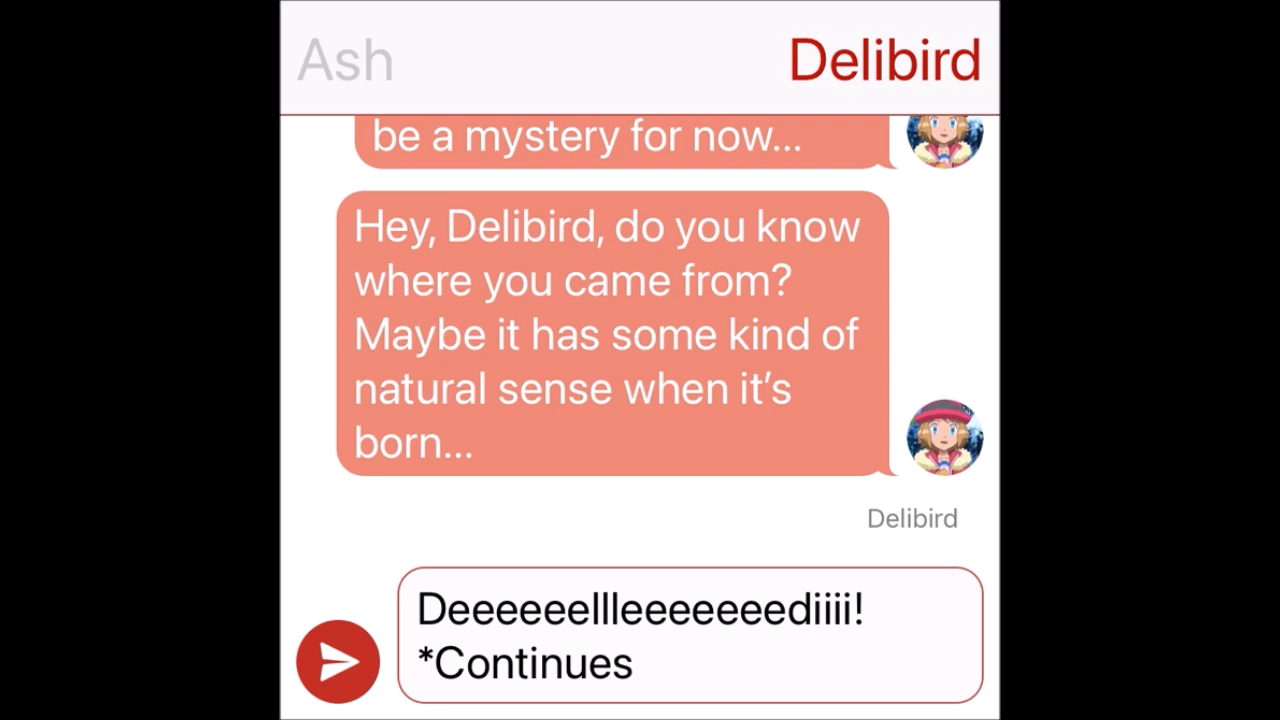 Ash
Delibird
be a mystery for now...
Hey, Delibird, do you know
where you came from?
Maybe it has some kind of
natural sense when it’s
born...
Delibird
Deeeeeellleeeeeeediiii!
*Continues